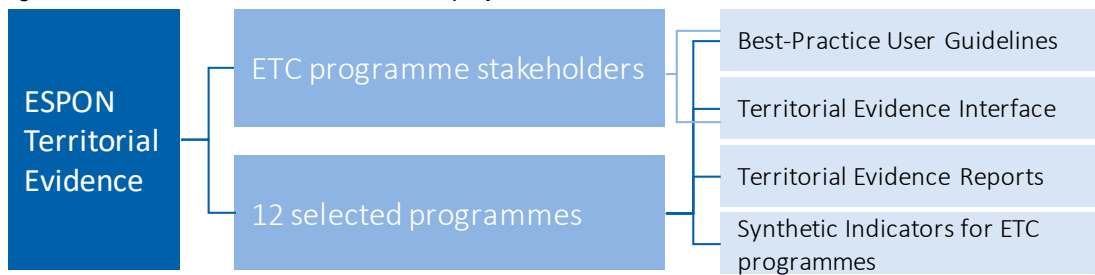 ESPON
Territorial
Evidence
ETC programme stakeholders
12 selected programmes
Best-Practice User Guidelines
Territorial Evidence Interface
Territorial Evidence Reports
Synthetic Indicators for ETC
programmes